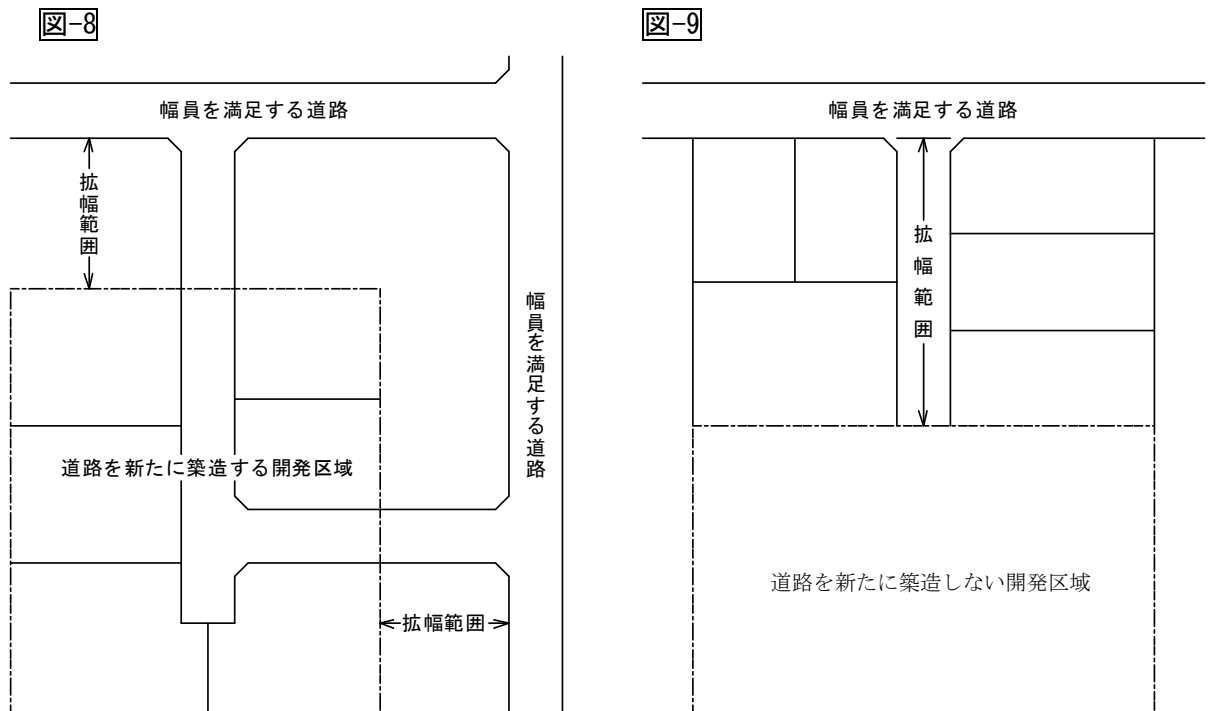 図-8
幅員を満足する道路
拡幅範囲
幅員を満足する道路
道路を新たに築造する開発区域
拡幅範囲
図-9
幅員を満足する道路
拡幅範囲
道路を新たに築造しない開発区域